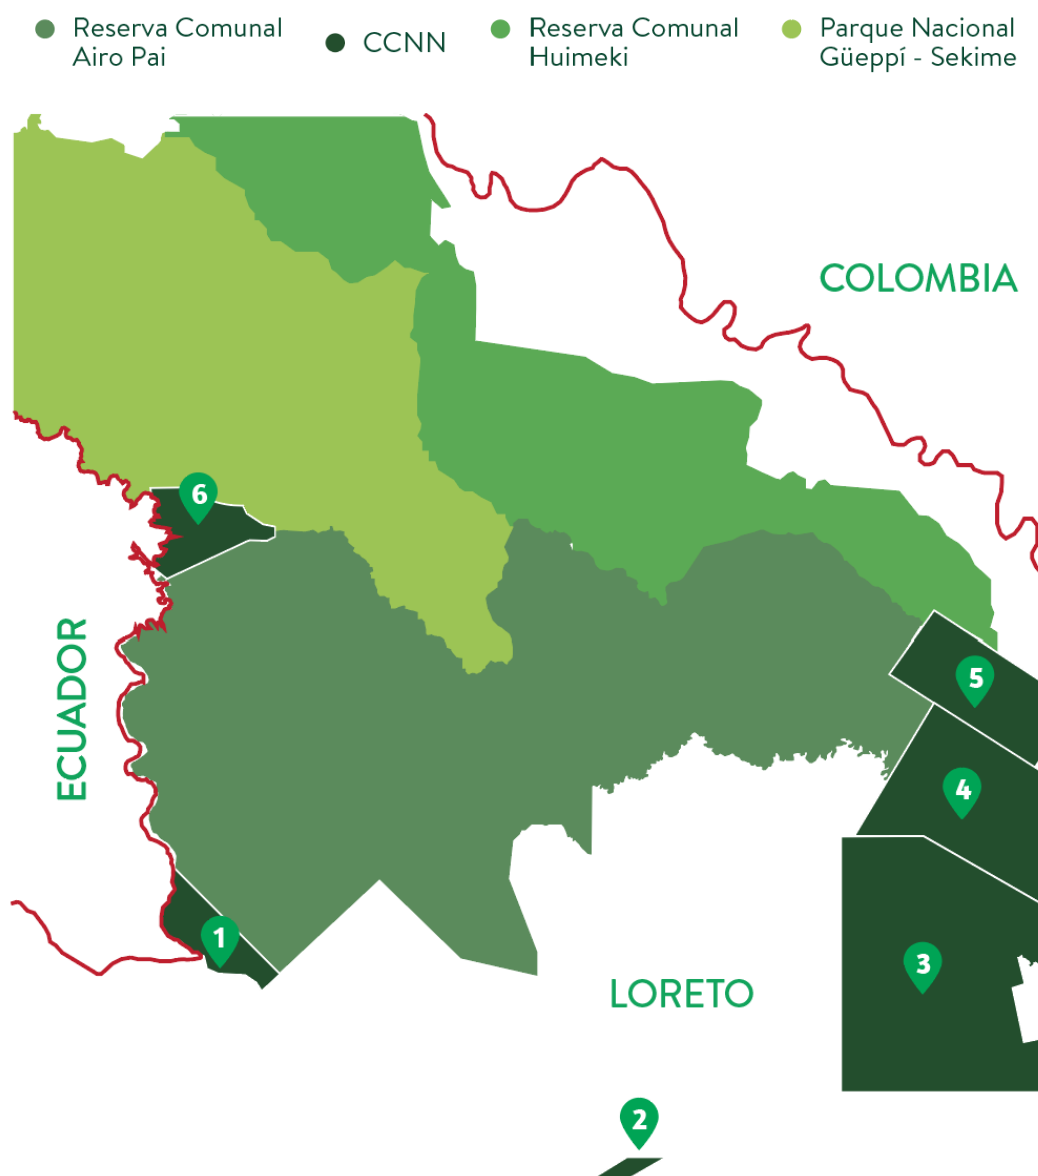 Reserva Comunal
Airo Pai
CCNN
Reserva Comunal
Huimeki
Parque Nacional
Güeppí - Sekime
COLOMBIA
6
ECUADOR
5
4
1
3
LORETO
2